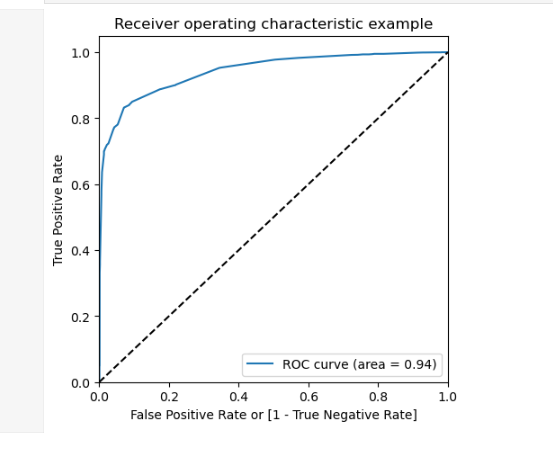 Receiver operating characteristic example
True Positive Rate
1.0
0.8
0.6
0.4
0.2
0.0
ROC curve (area = 0.94)
0.0 0.2 0.4 0.6 0.8 1.0
False Positive Rate or [1 - True Negative Rate]